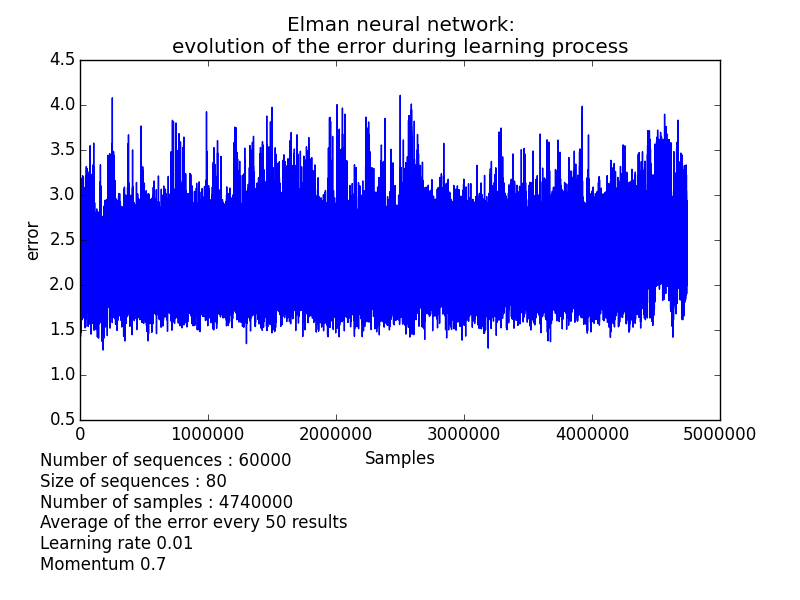 Elman neural network:
evolution of the error during learning process
4.5
4.0
3.5
3.0
2.5
2.0
1.5
1.0
0.5
error
0 1000000 2000000 3000000 4000000 5000000
Samples
Number of sequences : 60000
Size of sequences : 80
Number of samples : 4740000
Average of the error every 50 results
Learning rate 0.01
Momentum 0.7